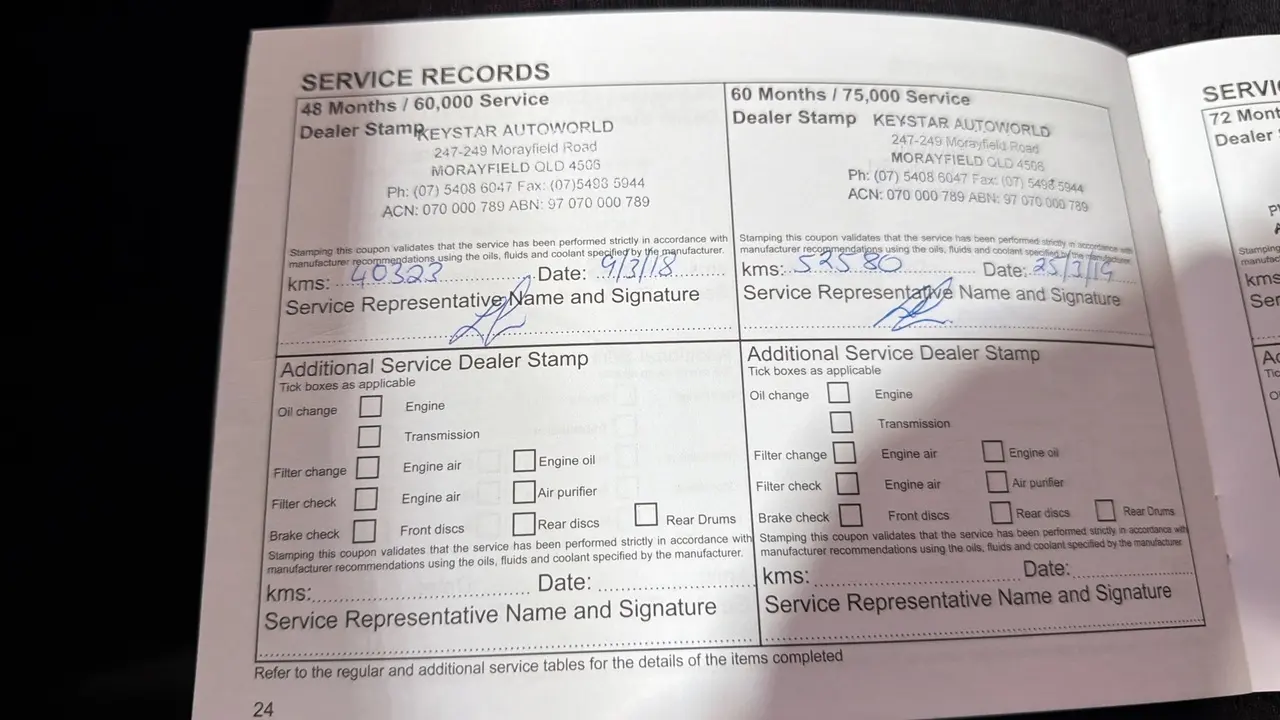 SERVICE RECORDS
48 Months / 60,000 Service
Dealer Stamp KEYSTAR AUTOWORLD
247-249 Morayfield Road
MORAYFIELD QLD 4506
Ph: (07) 5408 6047 Fax: (07)5498 5944
ACN: 070 000 789 ABN: 97 070 000 789
Stamping this coupon validates that the service has been performed strictly in accordance with
manufacturer recommendations using the oils, fluids and coolant specified by the manufacturer.
kms: 40323 Date: 9/3/18
Service Representative Name and Signature
Additional Service Dealer Stamp
Tick boxes as applicable
Oil change Engine
Transmission
Filter change Engine air Engine oil
Filter check Engine air Air purifier
Brake check Front discs Rear discs Rear Drums
Stamping this coupon validates that the service has been performed strictly in accordance with
manufacturer recommendations using the oils, fluids and coolant specified by the manufacturer.
kms: Date:
Service Representative Name and Signature
60 Months / 75,000 Service
Dealer Stamp KEYSTAR AUTOWORLD
247-249 Morayfield Road
MORAYFIELD QLD 4506
Ph: (07) 5408 6047 Fax: (07) 5498 5944
ACN: 070 000 789 ABN: 97 070 000 789
Stamping this coupon validates that the service has been performed strictly in accordance with
manufacturer recommendations using the oils, fluids and coolant specified by the manufacturer.
kms: 52580 Date: 25/3/19
Service Representative Name and Signature
Additional Service Dealer Stamp
Tick boxes as applicable
Oil change Engine
Transmission
Filter change Engine air Engine oil
Filter check Engine air Air purifier
Brake check Front discs Rear discs Rear Drums
Stamping this coupon validates that the service has been performed strictly in accordance with
manufacturer recommendations using the oils, fluids and coolant specified by the manufacturer
kms: Date:
Service Representative Name and Signature
Refer to the regular and additional service tables for the details of the items completed
24
SERVI
72 Mont
Dealer
Stamping
manufac
kms
Ser